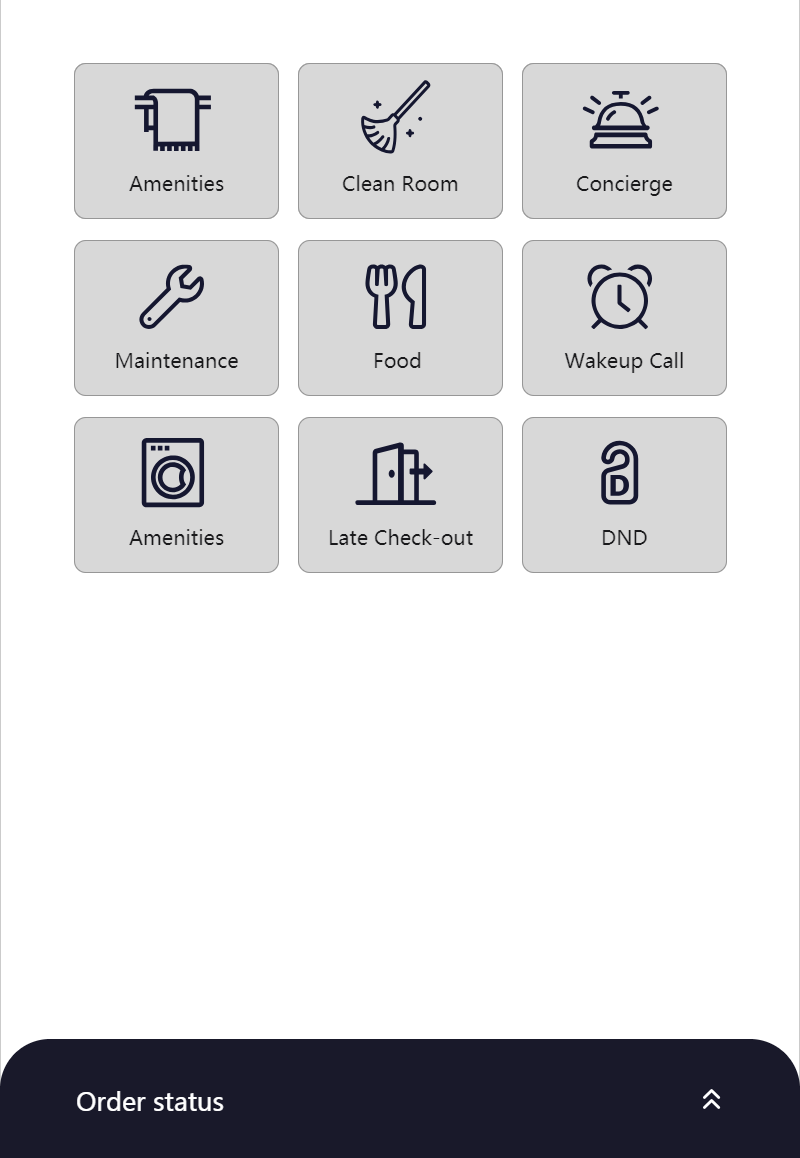 Amenities
Clean Room
Concierge
Maintenance
Food
Wakeup Call
Amenities
Late Check-out
D
DND
Order status